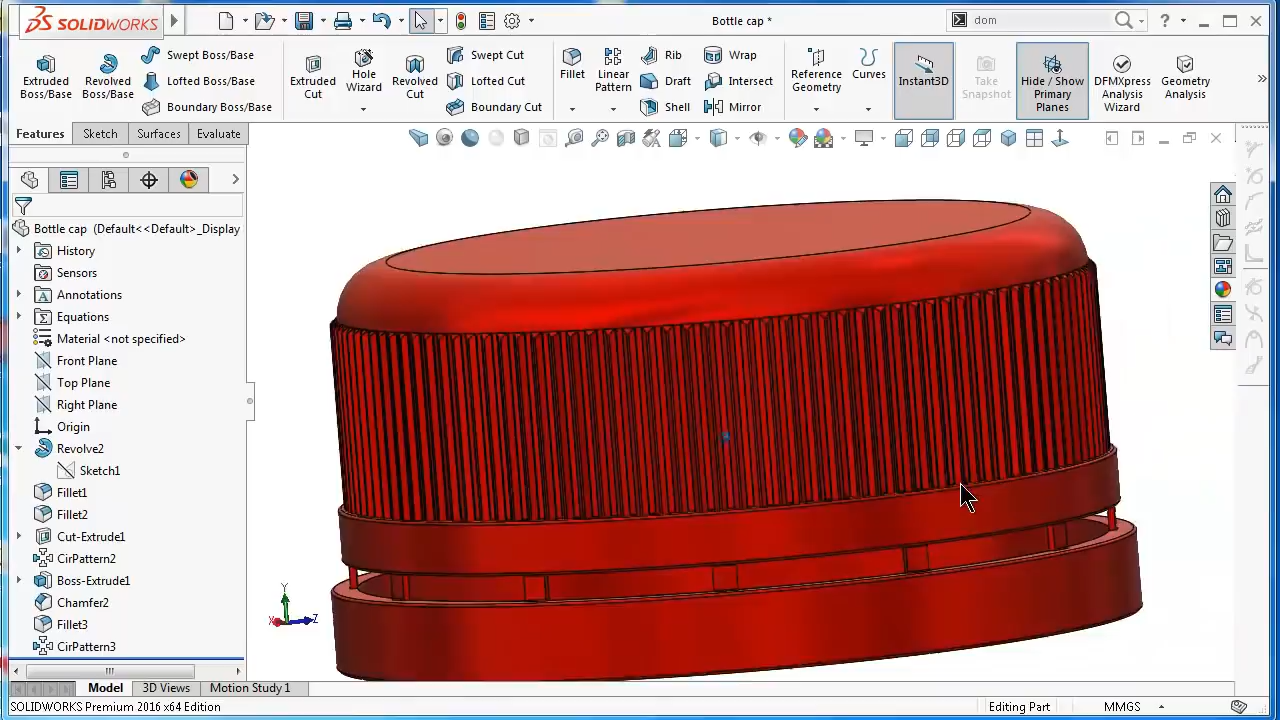 SOLIDWORKS
Bottle cap *
dom
Extruded Boss/Base
Revolved Boss/Base
Swept Boss/Base
Lofted Boss/Base
Boundary Boss/Base
Extruded Cut
Hole Wizard
Revolved Cut
Swept Cut
Lofted Cut
Boundary Cut
Fillet
Linear Pattern
Rib
Draft
Shell
Wrap
Intersect
Mirror
Reference Geometry
Curves
Instant3D
Take Snapshot
Hide / Show Primary Planes
DFMXpress Analysis Wizard
Geometry Analysis
Features
Sketch
Surfaces
Evaluate
Bottle cap (Default<<Default>_Display
History
Sensors
Annotations
Equations
Material <not specified>
Front Plane
Top Plane
Right Plane
Origin
Revolve2
Sketch1
Fillet1
Fillet2
Cut-Extrude1
CirPattern2
Boss-Extrude1
Chamfer2
Fillet3
CirPattern3
Y
X
Z
Model
3D Views
Motion Study 1
SOLIDWORKS Premium 2016 x64 Edition
Editing Part
MMGS